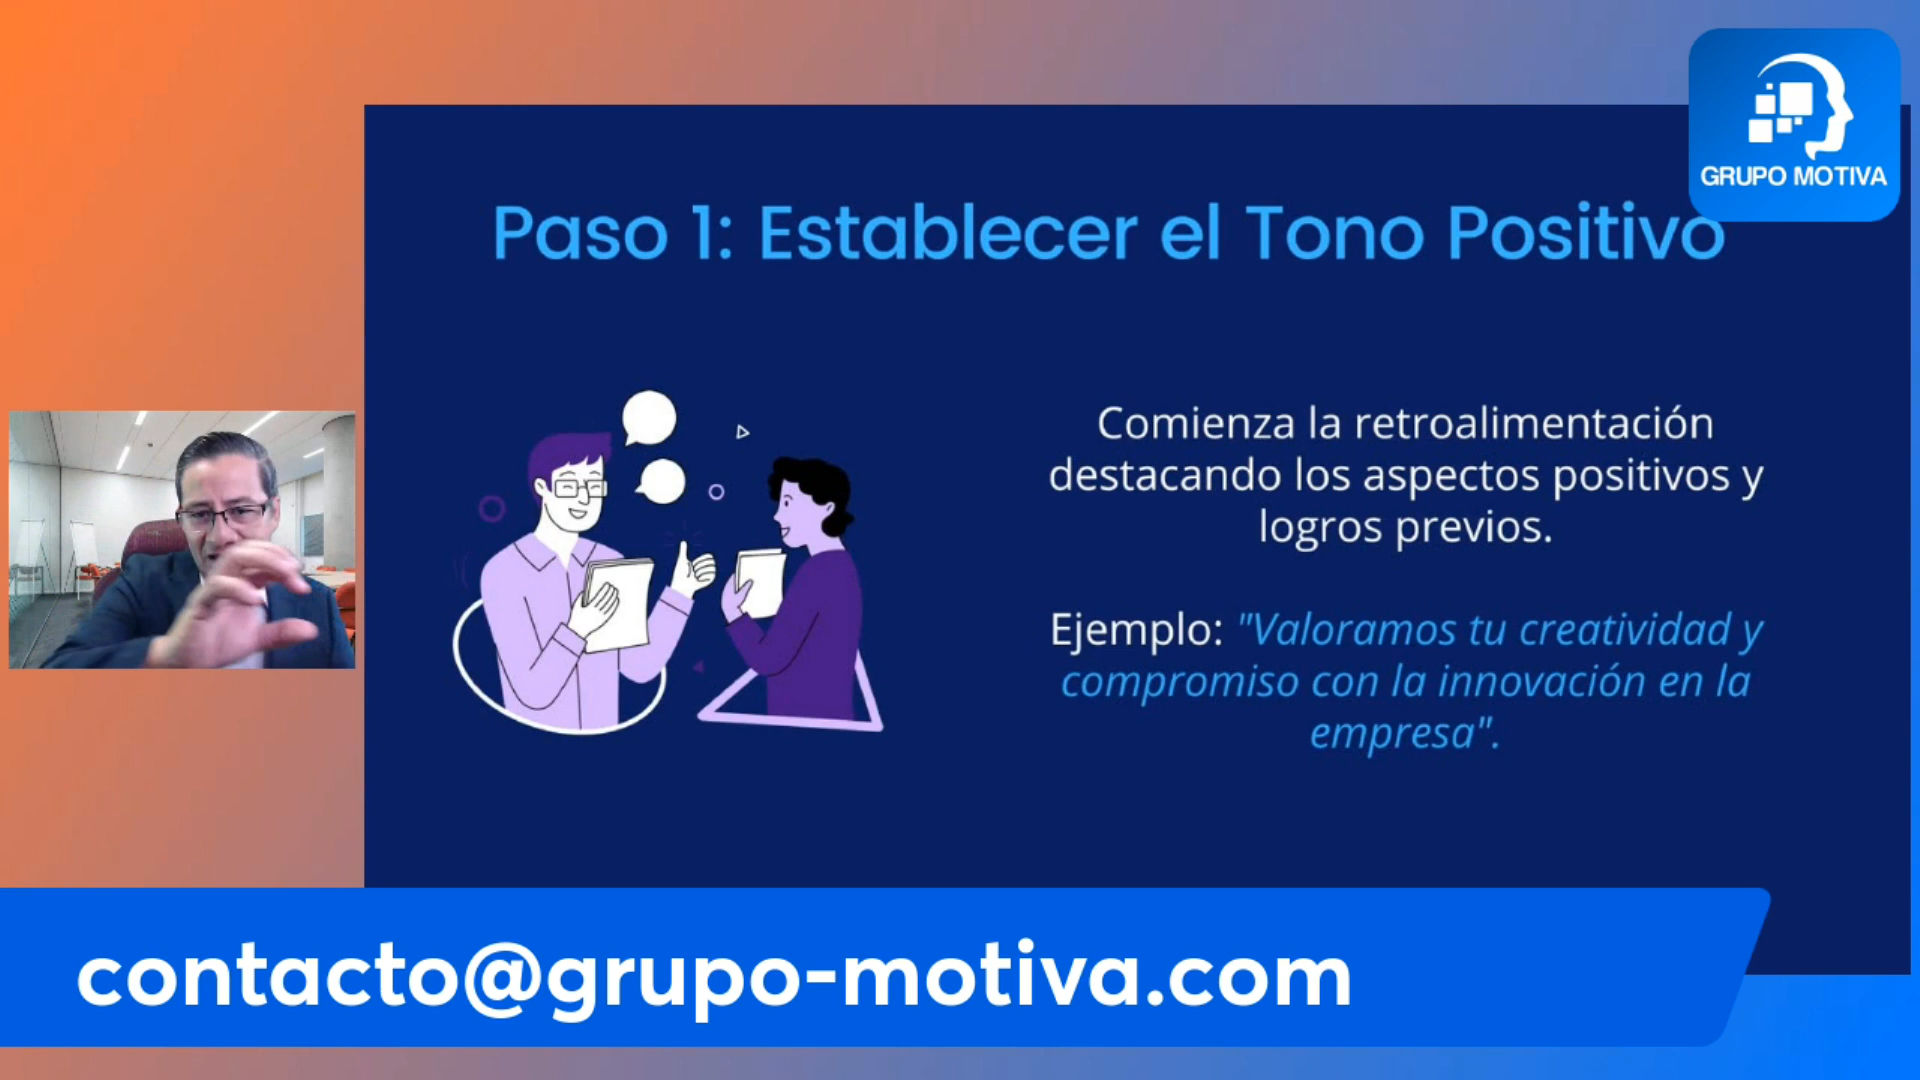 GRUPO MOTIVA
Paso 1: Establecer el Tono Positivo
Comienza la retroalimentación
destacando los aspectos positivos y
logros previos.
Ejemplo: "Valoramos tu creatividad y
compromiso con la innovación en la
empresa".
contacto@grupo-motiva.com